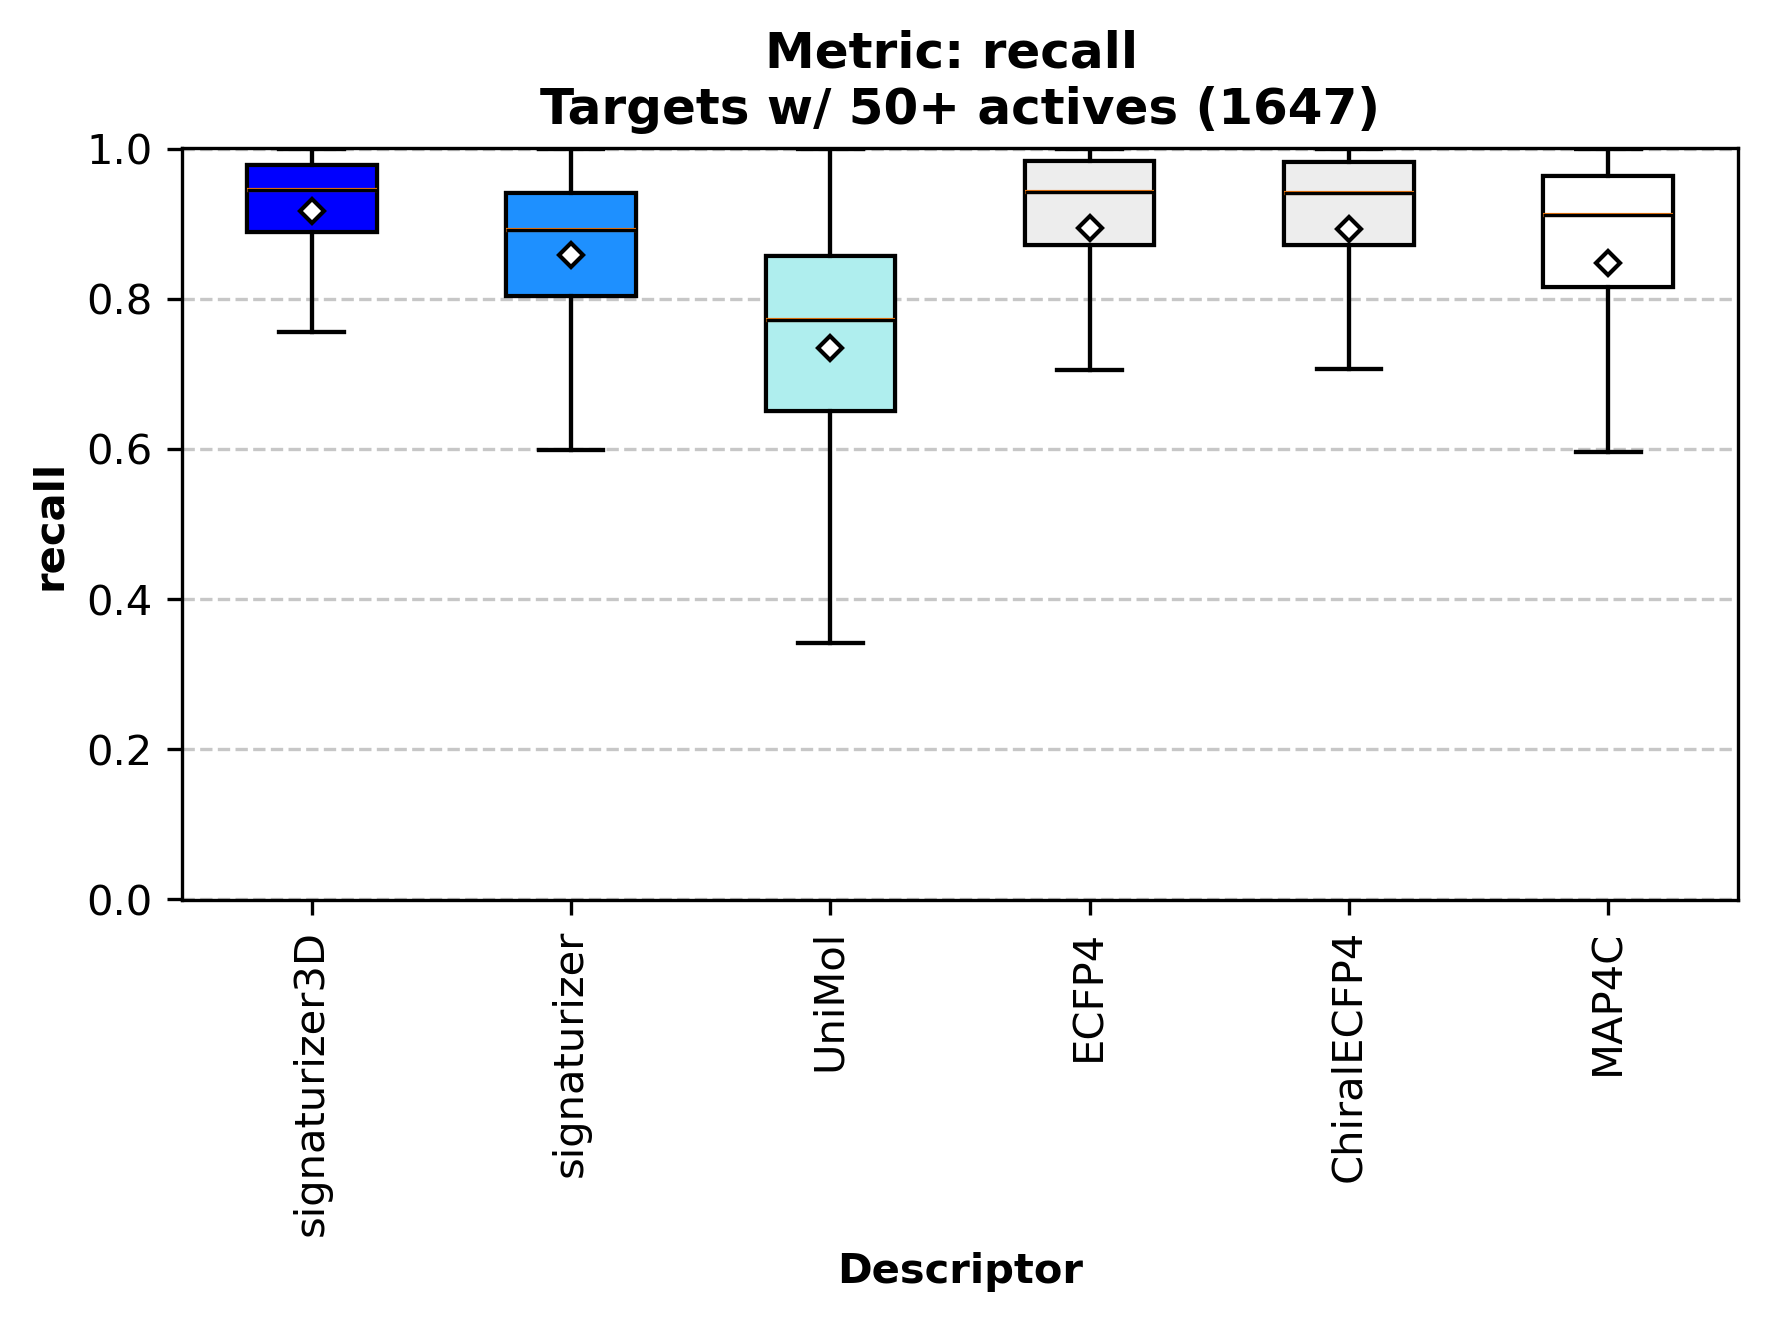 Metric: recall
Targets w/ 50+ actives (1647)
1.0
0.8
0.6
0.4
0.2
0.0
recall
signaturizer3D
signaturizer
UniMol
ECFP4
ChiralECFP4
MAP4C
Descriptor